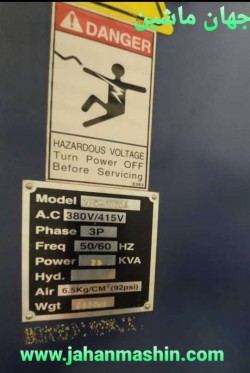 جهان ماشین
DANGER
HAZARDOUS VOLTAGE
Turn Power OFF
Before Servicing
Model
A.C 380V/415V
Phase 3P
Freq 50/60 HZ
Power KVA
Hyd.
Air 6.5Kg/CM²(92psi)
Wgt
www.jahanmashin.com